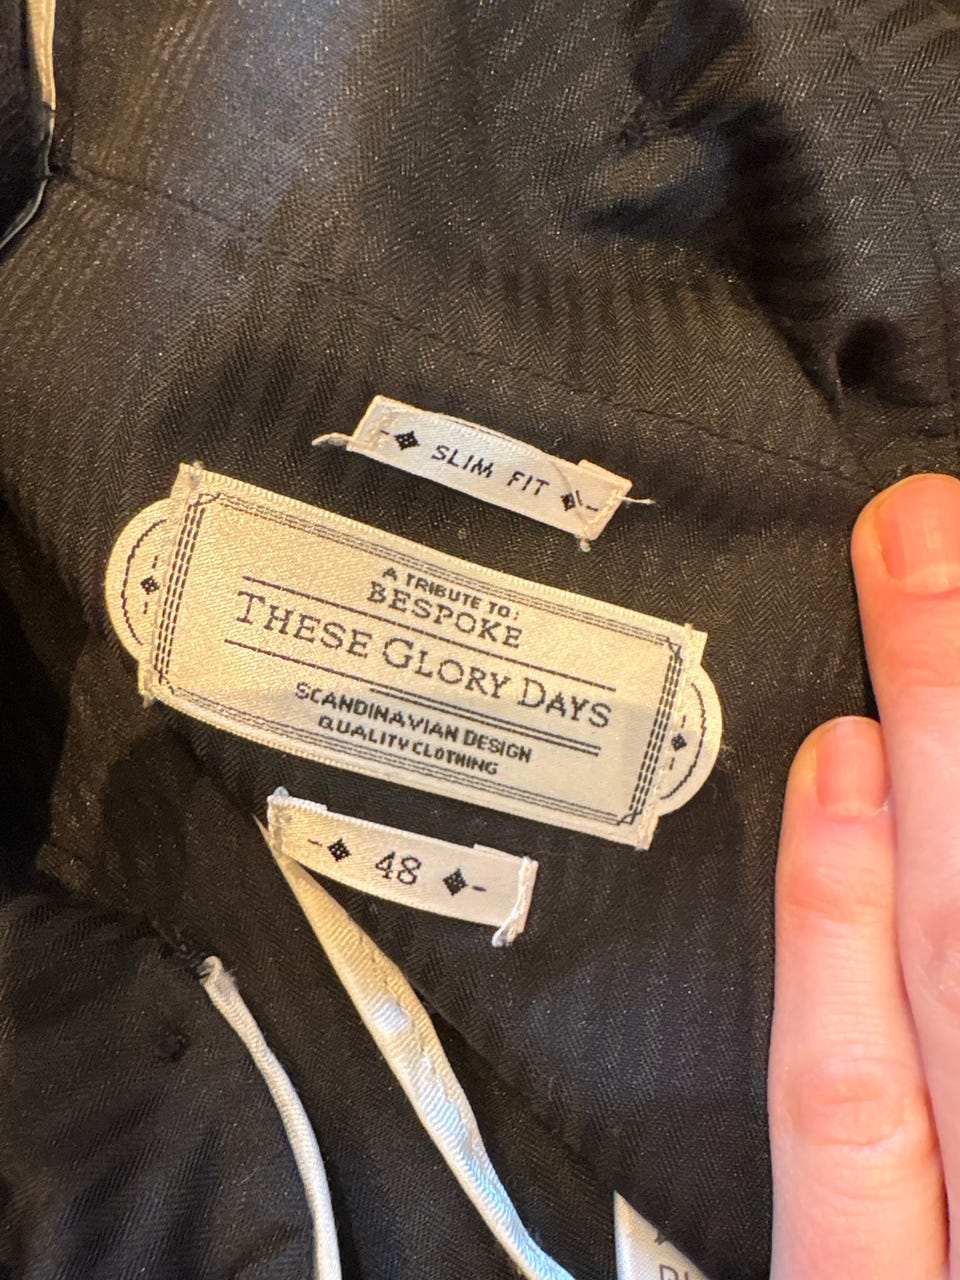 SLIM FIT
A TRIBUTE TO:
BESPOKE
THESE GLORY DAYS
SCANDINAVIAN DESIGN
QUALITY CLOTHING
48